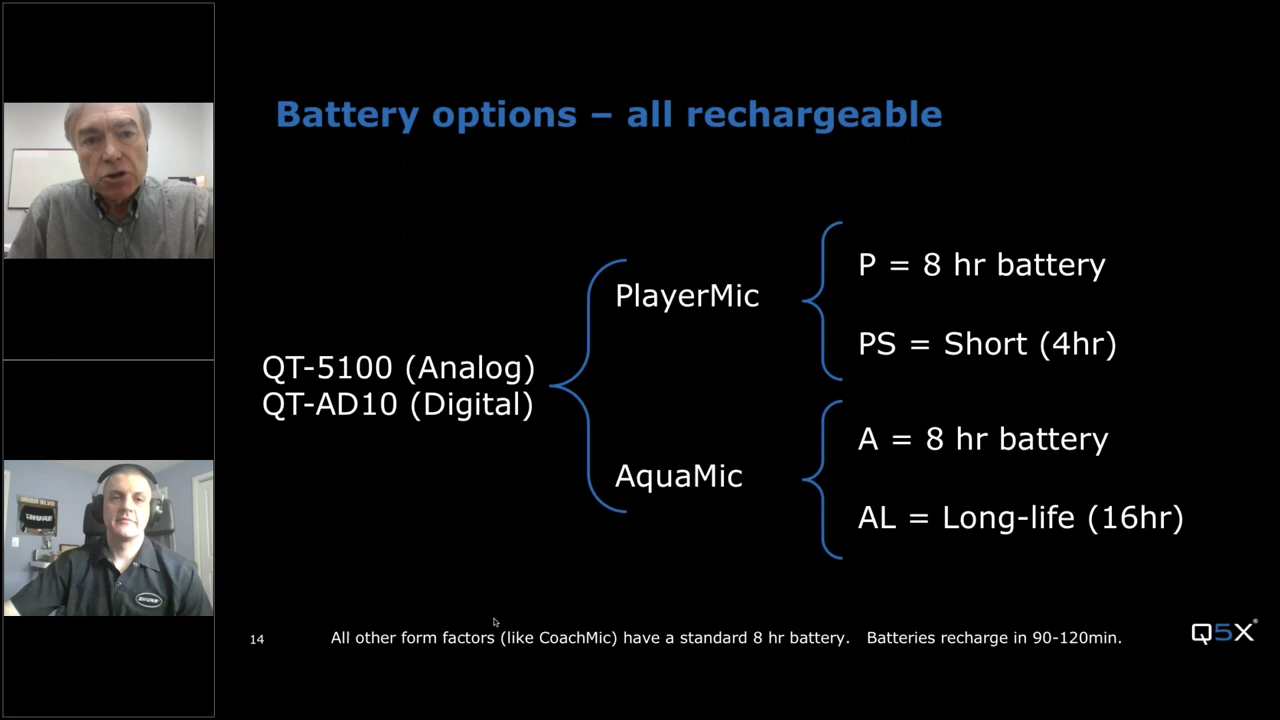 Battery options – all rechargeable
P = 8 hr battery
PlayerMic
PS = Short (4hr)
QT-5100 (Analog)
QT-AD10 (Digital)
A = 8 hr battery
AquaMic
AL = Long-life (16hr)
14
All other form factors (like CoachMic) have a standard 8 hr battery. Batteries recharge in 90-120min.
Q5X®
SHURE
SHURE